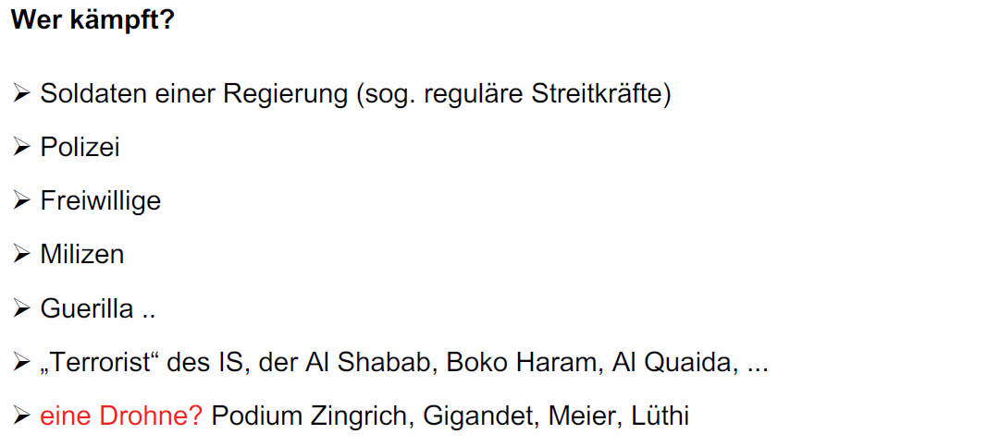 Wer kämpft?
➢ Soldaten einer Regierung (sog. reguläre Streitkräfte)
➢ Polizei
➢ Freiwillige
➢ Milizen
➢ Guerilla ..
➢ „Terrorist“ des IS, der Al Shabab, Boko Haram, Al Quaida, ...
➢ eine Drohne? Podium Zingrich, Gigandet, Meier, Lüthi